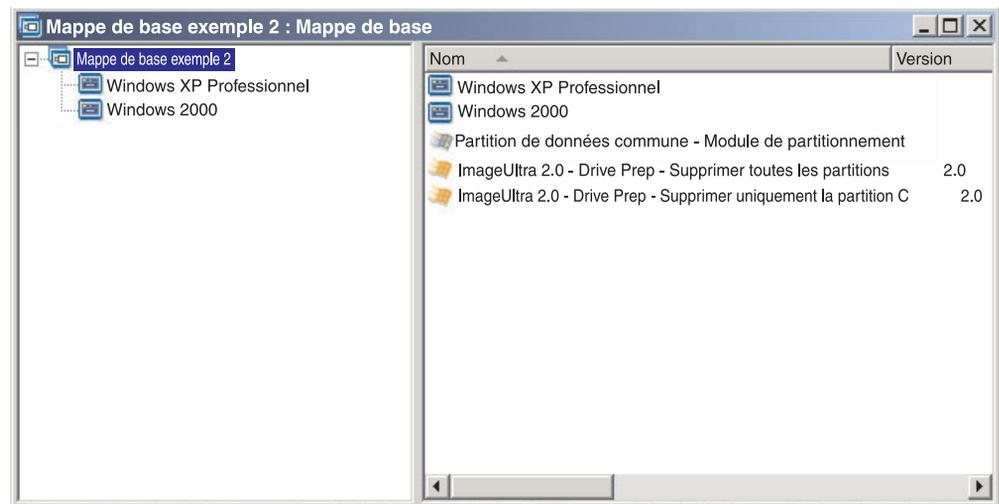 Mappe de base exemple 2 : Mappe de base
Mappe de base exemple 2
Windows XP Professionnel
Windows 2000
Nom Version
Windows XP Professionnel
Windows 2000
Partition de données commune - Module de partitionnement
ImageUltra 2.0 - Drive Prep - Supprimer toutes les partitions 2.0
ImageUltra 2.0 - Drive Prep - Supprimer uniquement la partition C 2.0